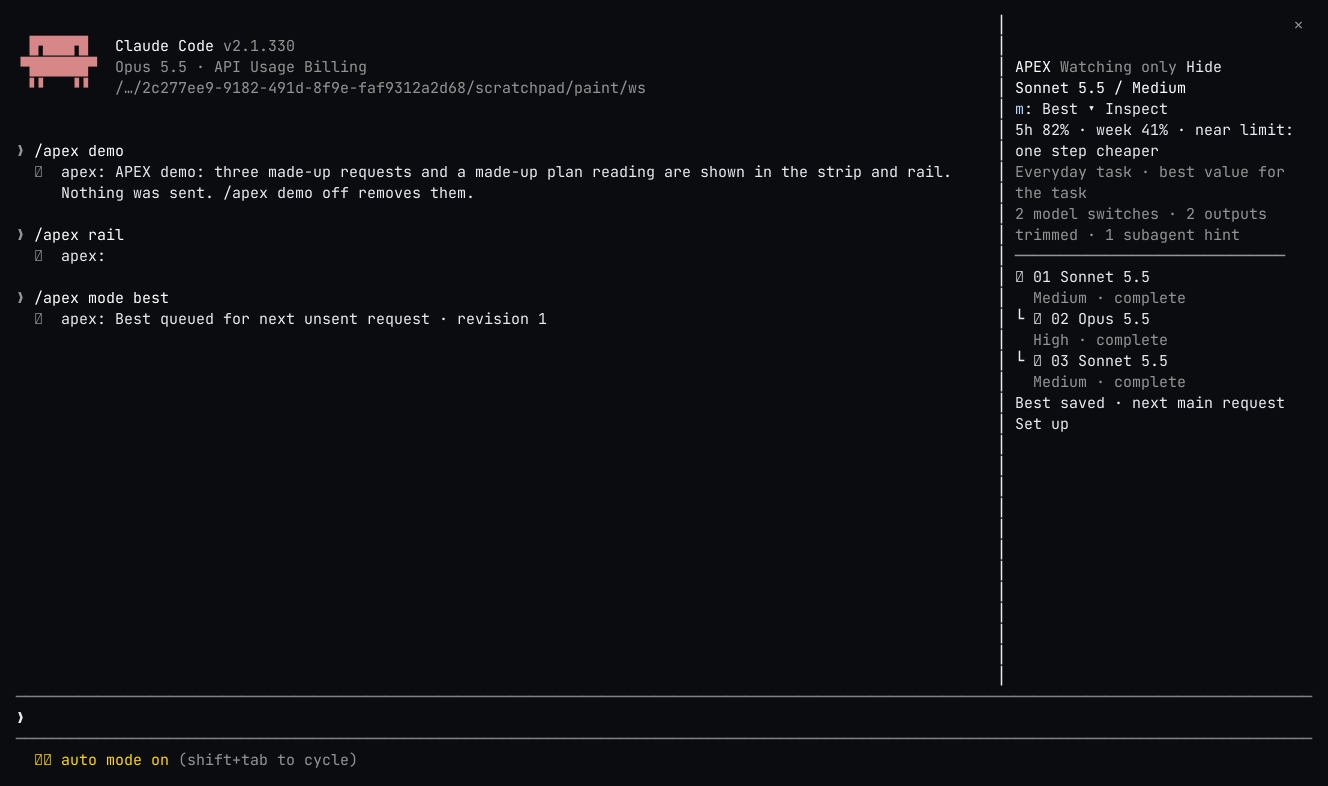 Claude Code v2.1.330
Opus 5.5 · API Usage Billing
/…/2c277ee9-9182-491d-8f9e-faf9312a2d68/scratchpad/paint/ws
❯ /apex demo
apex: APEX demo: three made-up requests and a made-up plan reading are shown in the strip and rail.
Nothing was sent. /apex demo off removes them.
❯ /apex rail
apex:
❯ /apex mode best
apex: Best queued for next unsent request · revision 1
×
APEX Watching only Hide
Sonnet 5.5 / Medium
m: Best ▾ Inspect
5h 82% · week 41% · near limit:
one step cheaper
Everyday task · best value for
the task
2 model switches · 2 outputs
trimmed · 1 subagent hint
01 Sonnet 5.5
Medium · complete
└ 02 Opus 5.5
High · complete
└ 03 Sonnet 5.5
Medium · complete
Best saved · next main request
Set up
❯
auto mode on (shift+tab to cycle)